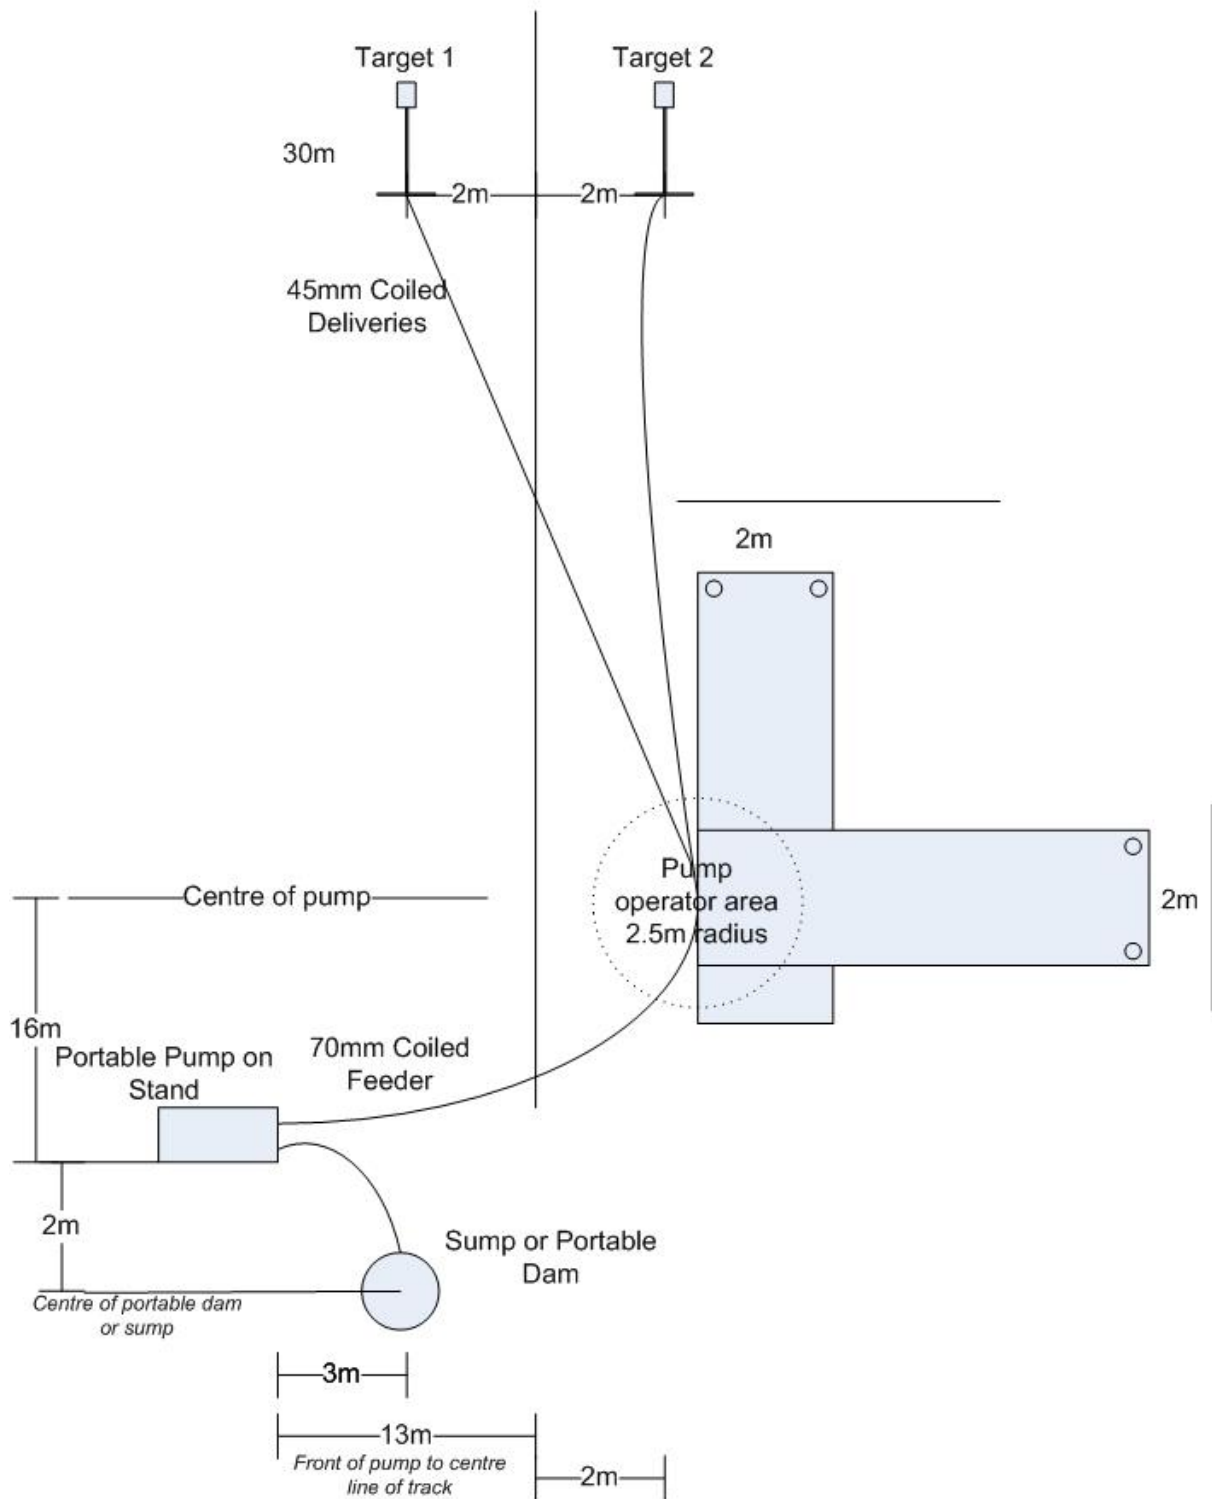 Target 1
Target 2
30m
2m
2m
45mm Coiled
Deliveries
2m
Pump
operator area
2.5m radius
2m
Centre of pump
16m
70mm Coiled
Feeder
Portable Pump on
Stand
2m
Sump or Portable
Dam
Centre of portable dam
or sump
3m
13m
Front of pump to centre
line of track
2m